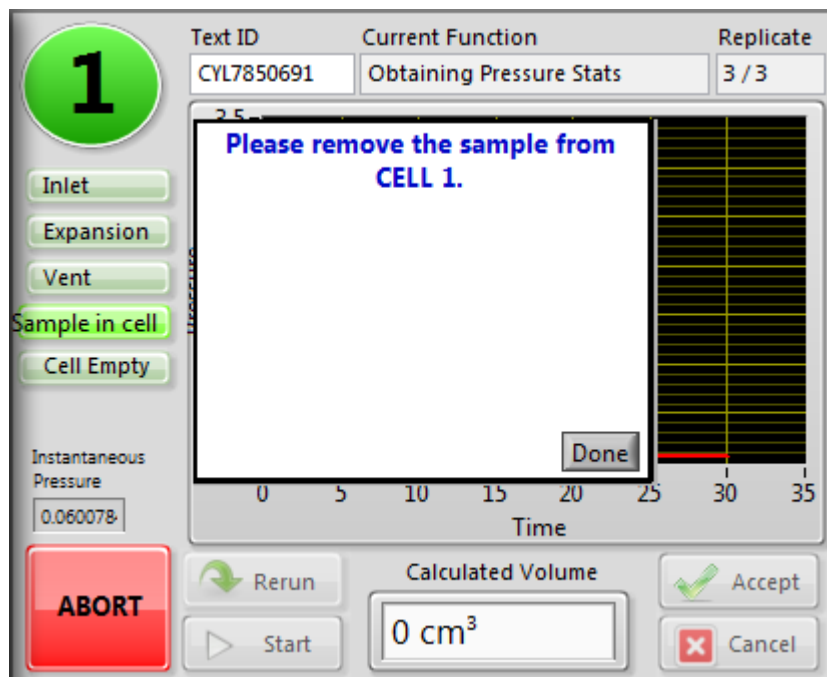 1
Text ID
Current Function
Replicate
CYL7850691
Obtaining Pressure Stats
3 / 3
Please remove the sample from
CELL 1.
Done
Inlet
Expansion
Vent
Sample in cell
Cell Empty
Instantaneous
Pressure
0.060078
0 5 10 15 20 25 30 35
Time
ABORT
Rerun
Start
Calculated Volume
0 cm³
Accept
Cancel